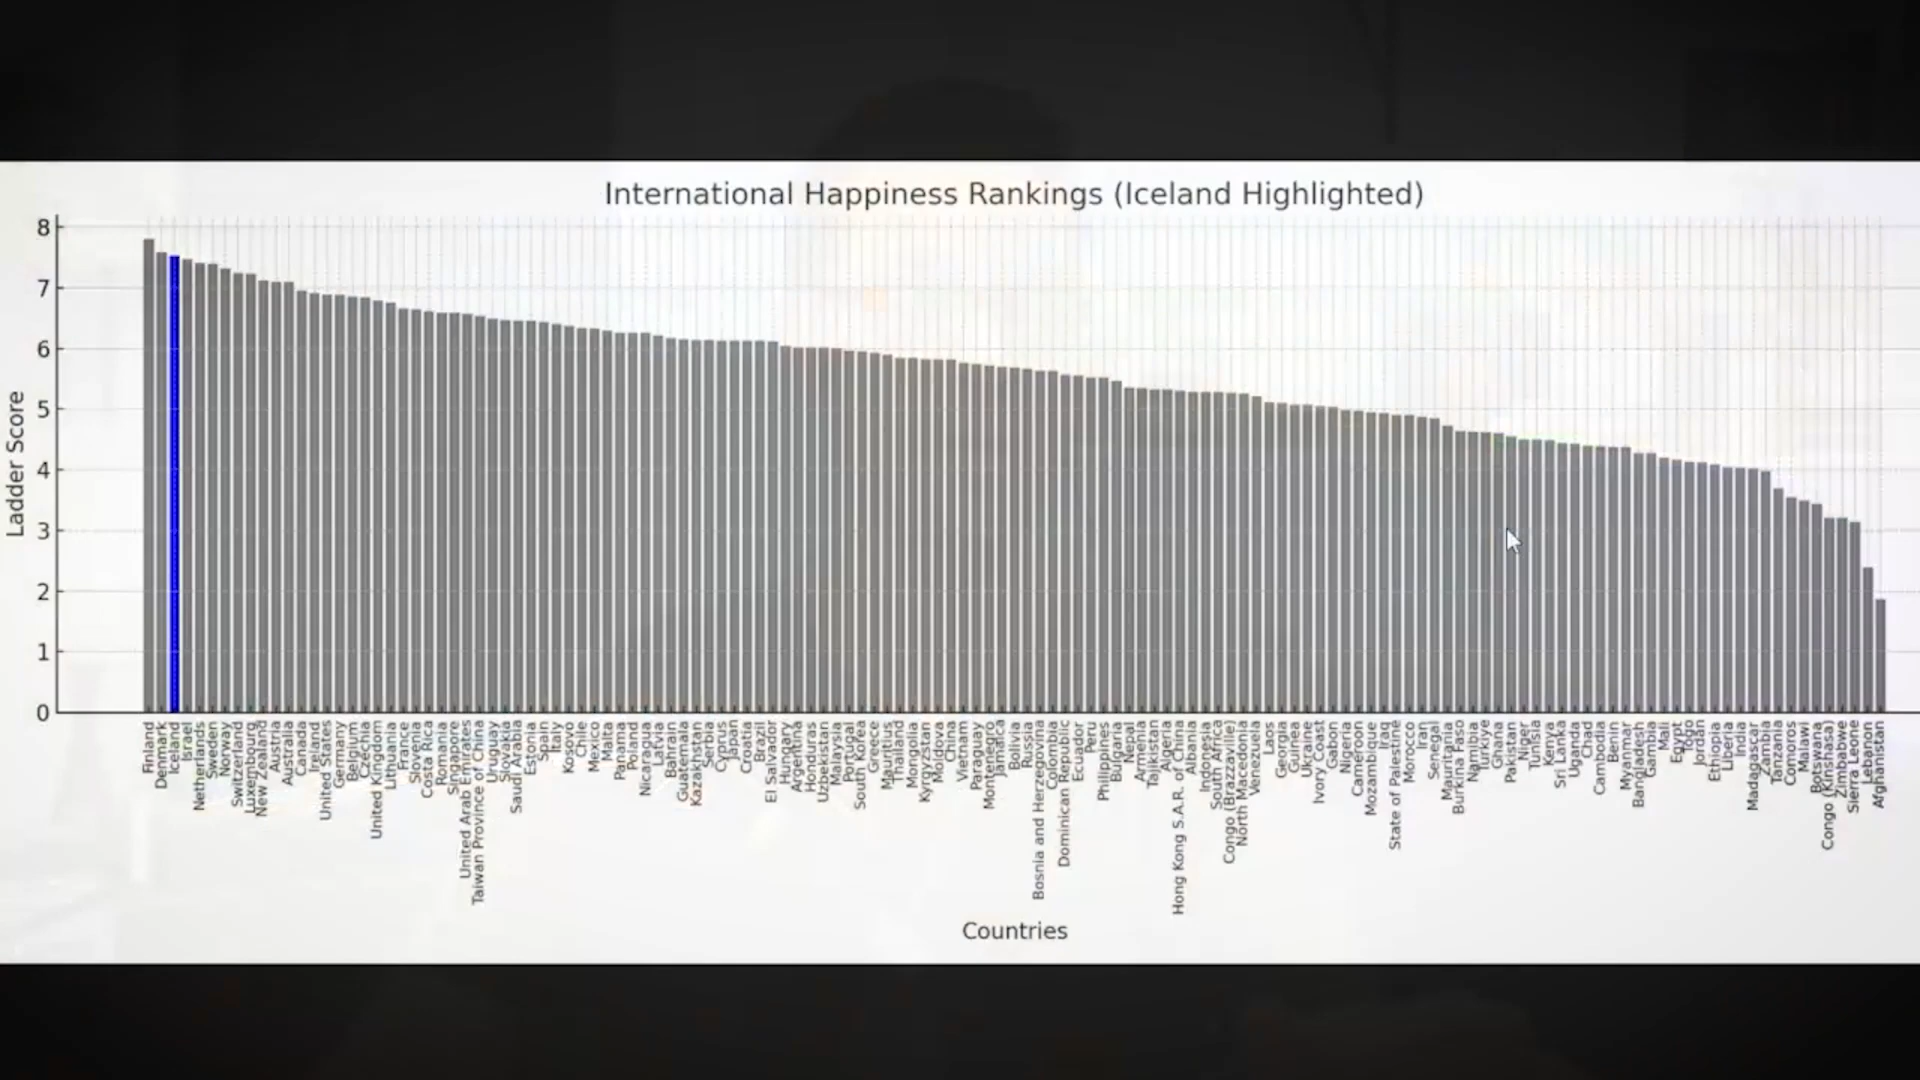 International Happiness Rankings (Iceland Highlighted)
8
7
6
5
4
3
2
1
0
Ladder Score
Finland
Denmark
Iceland
Israel
Netherlands
Sweden
Norway
Switzerland
Luxembourg
New Zealand
Austria
Australia
Canada
Ireland
United States
Germany
Belgium
Czechia
United Kingdom
Lithuania
France
Slovenia
Costa Rica
Romania
Singapore
United Arab Emirates
Taiwan Province of China
Uruguay
Slovakia
Saudi Arabia
Estonia
Spain
Italy
Kosovo
Chile
Mexico
Malta
Panama
Poland
Nicaragua
Latvia
Bahrain
Guatemala
Kazakhstan
Serbia
Cyprus
Japan
Croatia
Brazil
El Salvador
Hungary
Argentina
Honduras
Uzbekistan
Malaysia
Portugal
South Korea
Greece
Mauritius
Thailand
Mongolia
Kyrgyzstan
Moldova
China
Vietnam
Paraguay
Montenegro
Jamaica
Bolivia
Russia
Bosnia and Herzegovina
Colombia
Dominican Republic
Ecuador
Peru
Philippines
Bulgaria
Nepal
Armenia
Tajikistan
Algeria
Hong Kong S.A.R. of China
Albania
Indonesia
South Africa
Congo (Brazzaville)
North Macedonia
Venezuela
Laos
Georgia
Guinea
Ukraine
Ivory Coast
Gabon
Nigeria
Cameroon
Mozambique
Iraq
State of Palestine
Morocco
Iran
Senegal
Mauritania
Burkina Faso
Namibia
Turkiye
Ghana
Pakistan
Niger
Tunisia
Kenya
Sri Lanka
Uganda
Chad
Cambodia
Benin
Myanmar
Bangladesh
Gambia
Mali
Egypt
Togo
Jordan
Ethiopia
Liberia
India
Madagascar
Zambia
Tanzania
Comoros
Malawi
Botswana
Congo (Kinshasa)
Zimbabwe
Sierra Leone
Lebanon
Afghanistan
Countries